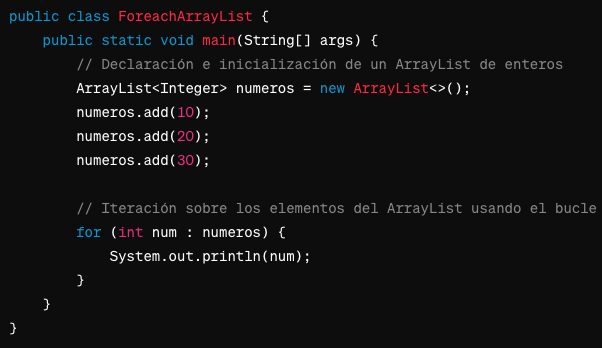 public class ForeachArrayList {
    public static void main(String[] args) {
        // Declaración e inicialización de un ArrayList de enteros
        ArrayList<Integer> numeros = new ArrayList<>();
        numeros.add(10);
        numeros.add(20);
        numeros.add(30);

        // Iteración sobre los elementos del ArrayList usando el bucle
        for (int num : numeros) {
            System.out.println(num);
        }
    }
}